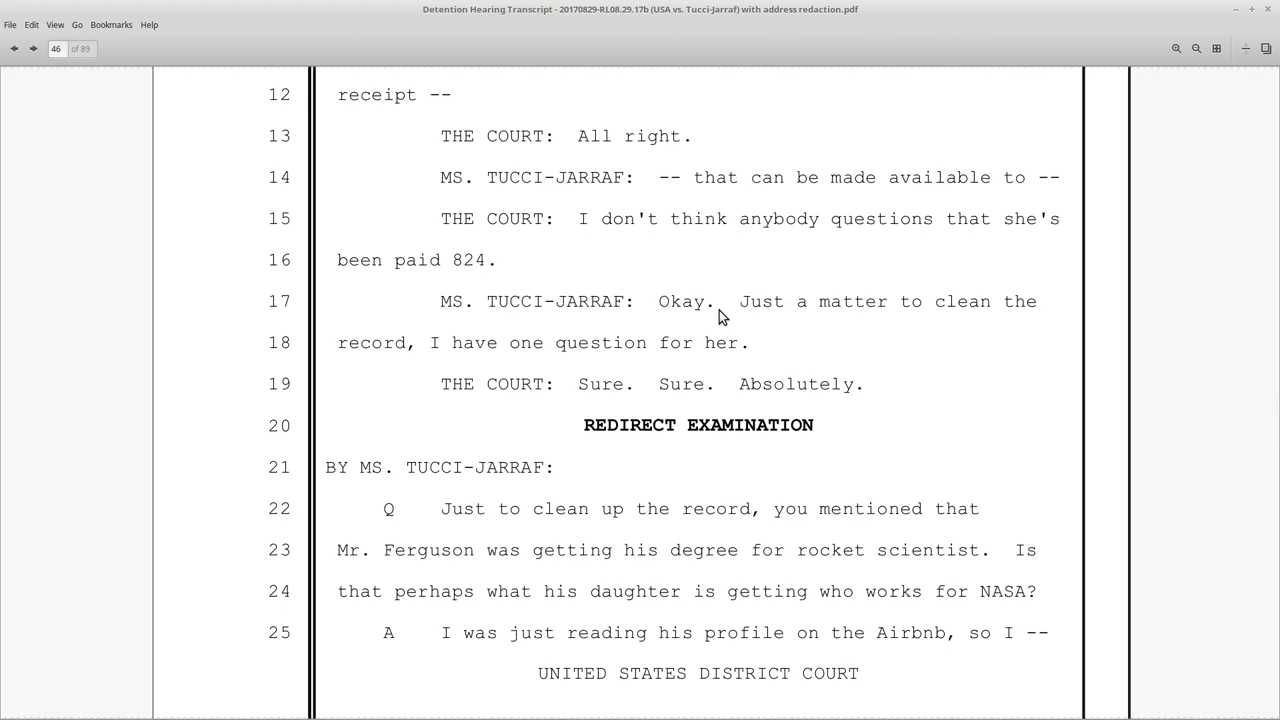 Detention Hearing Transcript - 20170829-RL08.29.17b (USA vs. Tucci-Jarraf) with address redaction.pdf
File Edit View Go Bookmarks Help
46 of 89
12 receipt --
13 THE COURT: All right.
14 MS. TUCCI-JARRAF: -- that can be made available to --
15 THE COURT: I don't think anybody questions that she's
16 been paid 824.
17 MS. TUCCI-JARRAF: Okay. Just a matter to clean the
18 record, I have one question for her.
19 THE COURT: Sure. Sure. Absolutely.
20 REDIRECT EXAMINATION
21 BY MS. TUCCI-JARRAF:
22 Q Just to clean up the record, you mentioned that
23 Mr. Ferguson was getting his degree for rocket scientist. Is
24 that perhaps what his daughter is getting who works for NASA?
25 A I was just reading his profile on the Airbnb, so I --
UNITED STATES DISTRICT COURT